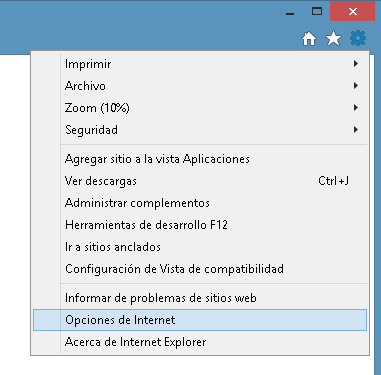 Imprimir
Archivo
Zoom (10%)
Seguridad
Agregar sitio a la vista Aplicaciones
Ver descargas Ctrl+J
Administrar complementos
Herramientas de desarrollo F12
Ir a sitios anclados
Configuración de Vista de compatibilidad
Informar de problemas de sitios web
Opciones de Internet
Acerca de Internet Explorer